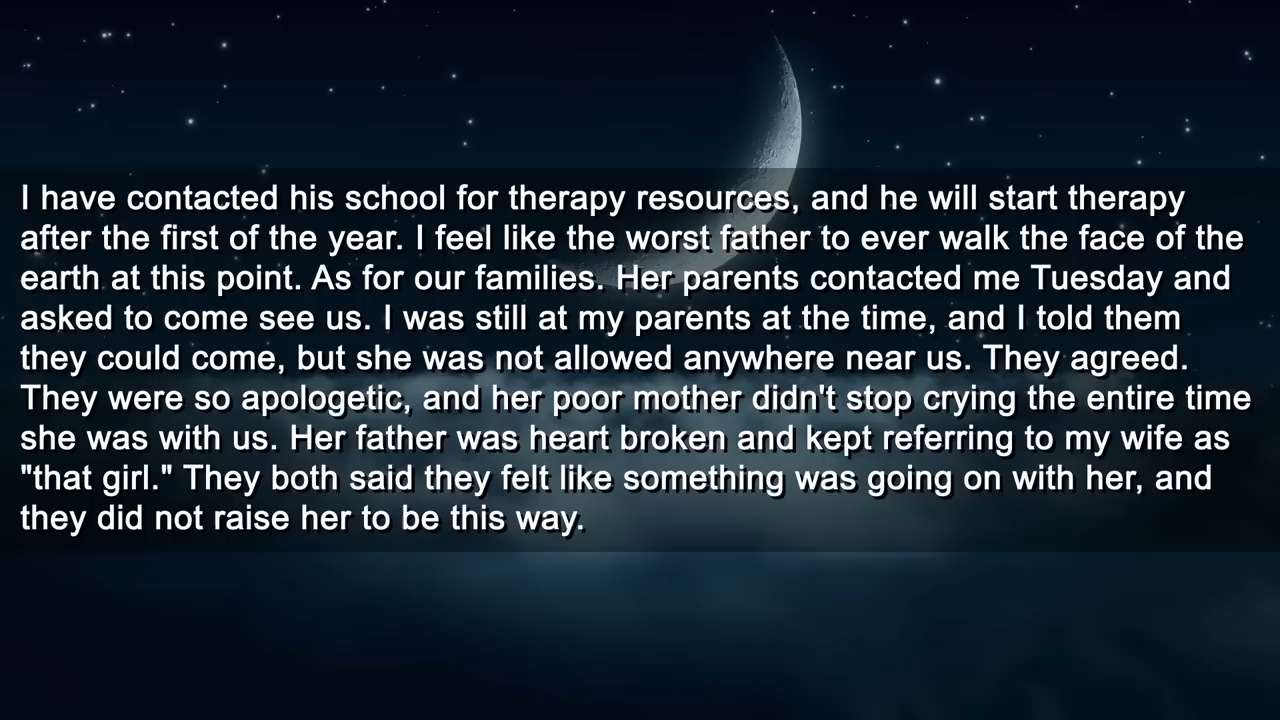 I have contacted his school for therapy resources, and he will start therapy
after the first of the year. I feel like the worst father to ever walk the face of the
earth at this point. As for our families. Her parents contacted me Tuesday and
asked to come see us. I was still at my parents at the time, and I told them
they could come, but she was not allowed anywhere near us. They agreed.
They were so apologetic, and her poor mother didn't stop crying the entire time
she was with us. Her father was heart broken and kept referring to my wife as
"that girl." They both said they felt like something was going on with her, and
they did not raise her to be this way.